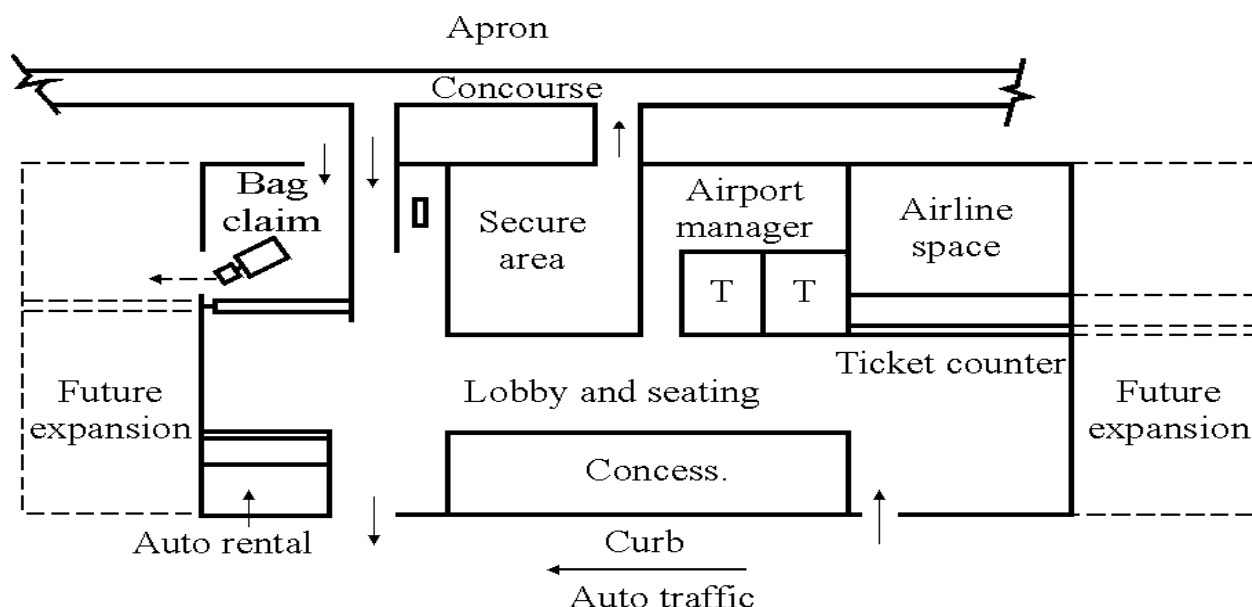 Apron
Concourse
Bag
claim
Secure
area
Airport
manager
Airline
space
T
T
Ticket counter
Future
expansion
Lobby and seating
Future
expansion
Concess.
Auto rental
Curb
Auto traffic